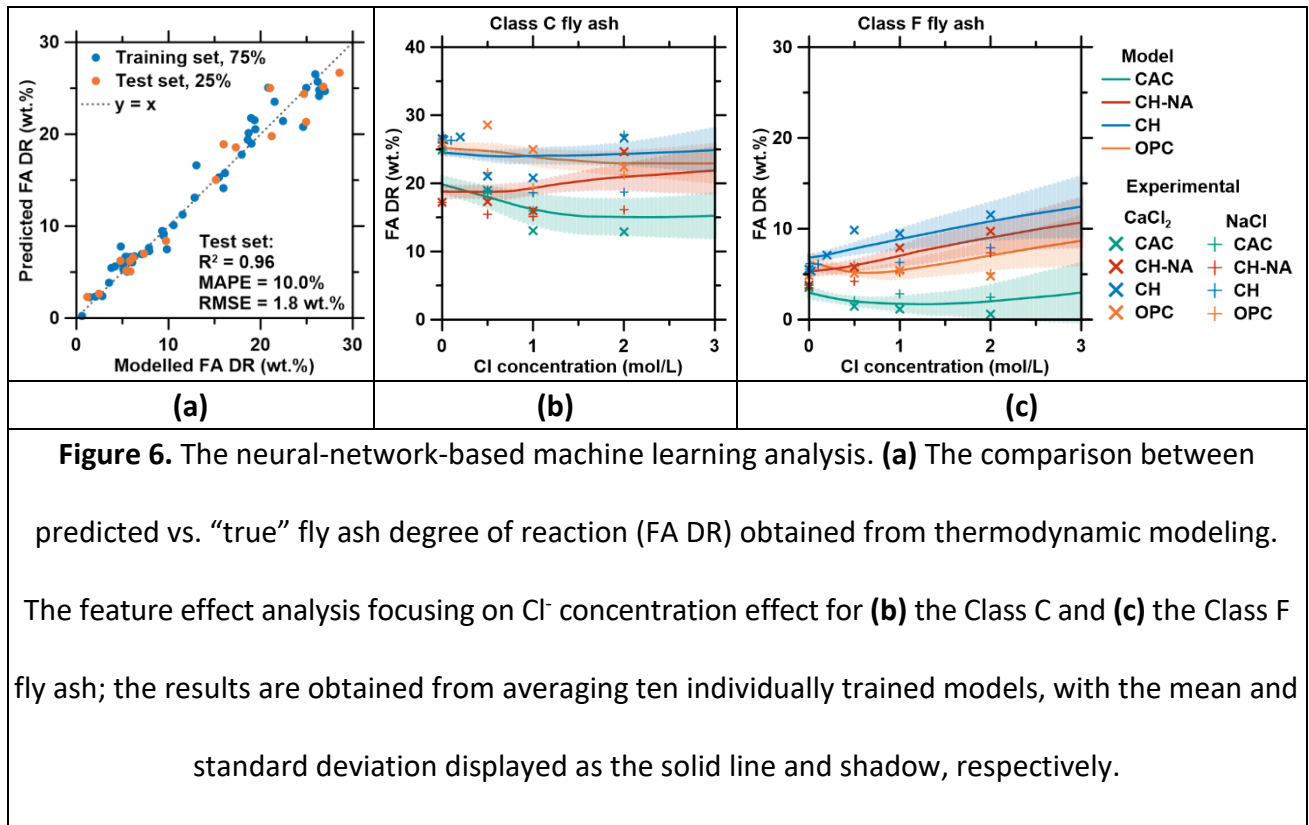 Predicted FA DR (wt.%)
30
20
10
0
Training set, 75%
Test set, 25%
y = x
Test set:
R² = 0.96
MAPE = 10.0%
RMSE = 1.8 wt.%
0 10 20 30
Modelled FA DR (wt.%)
Class C fly ash
FA DR (wt.%)
40
30
20
10
0
0 1 2 3
Cl concentration (mol/L)
Class F fly ash
FA DR (wt.%)
30
20
10
0
0 1 2 3
Cl concentration (mol/L)
Model
CAC
CH-NA
CH
OPC
Experimental
CaCl₂ NaCl
CAC CAC
CH-NA CH-NA
CH CH
OPC OPC
(a) (b) (c)
Figure 6. The neural-network-based machine learning analysis. (a) The comparison between
predicted vs. “true” fly ash degree of reaction (FA DR) obtained from thermodynamic modeling.
The feature effect analysis focusing on Cl⁻ concentration effect for (b) the Class C and (c) the Class F
fly ash; the results are obtained from averaging ten individually trained models, with the mean and
standard deviation displayed as the solid line and shadow, respectively.